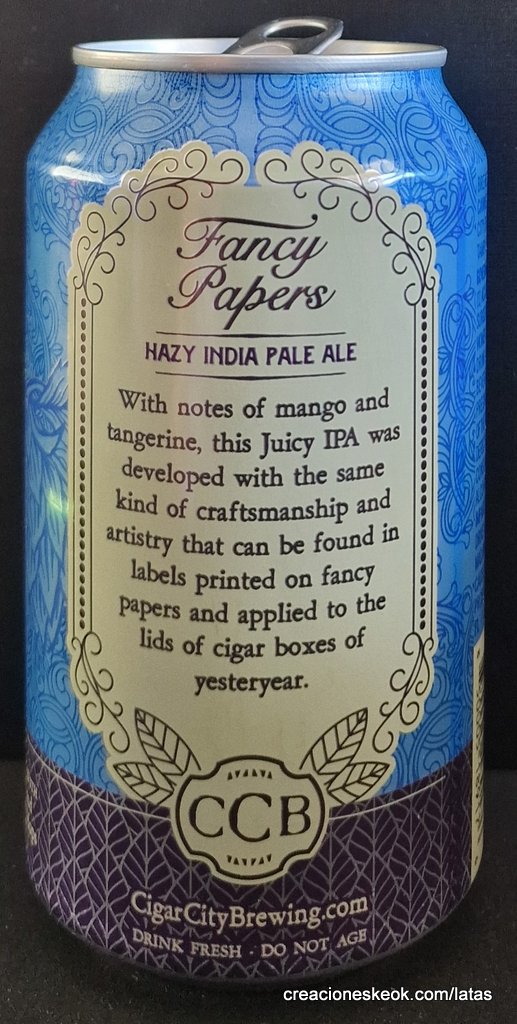 Fancy
Papers
HAZY INDIA PALE ALE
With notes of mango and
tangerine, this Juicy IPA was
developed with the same
kind of craftsmanship and
artistry that can be found in
labels printed on fancy
papers and applied to the
lids of cigar boxes of
yesteryear.
CCB
CigarCityBrewing.com
DRINK FRESH · DO NOT AGE
creacioneskeok.com/latas